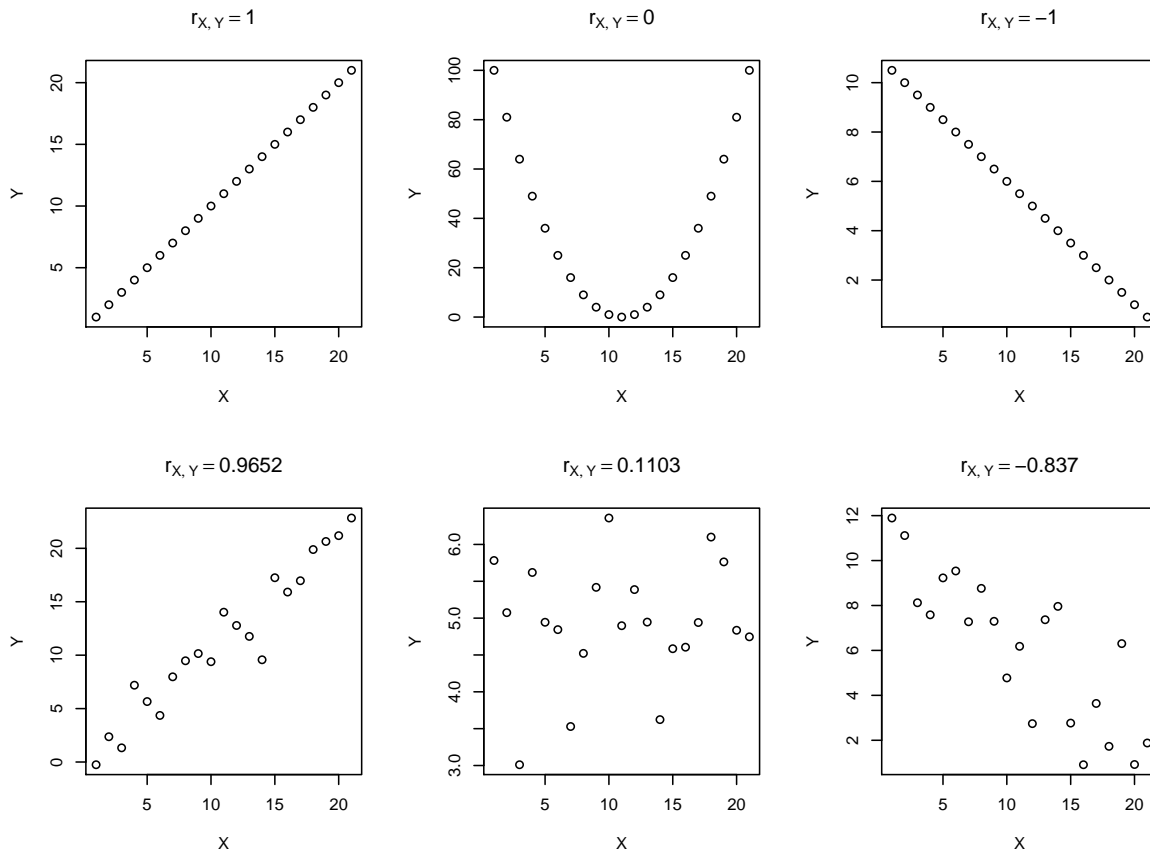 r_X, Y = 1
20
15
10
5
Y
5 10 15 20
X
r_X, Y = 0
100
80
60
40
20
0
Y
5 10 15 20
X
r_X, Y = −1
10
8
6
4
2
Y
5 10 15 20
X
r_X, Y = 0.9652
20
15
10
5
0
Y
5 10 15 20
X
r_X, Y = 0.1103
6.0
5.0
4.0
3.0
Y
5 10 15 20
X
r_X, Y = −0.837
12
10
8
6
4
2
Y
5 10 15 20
X